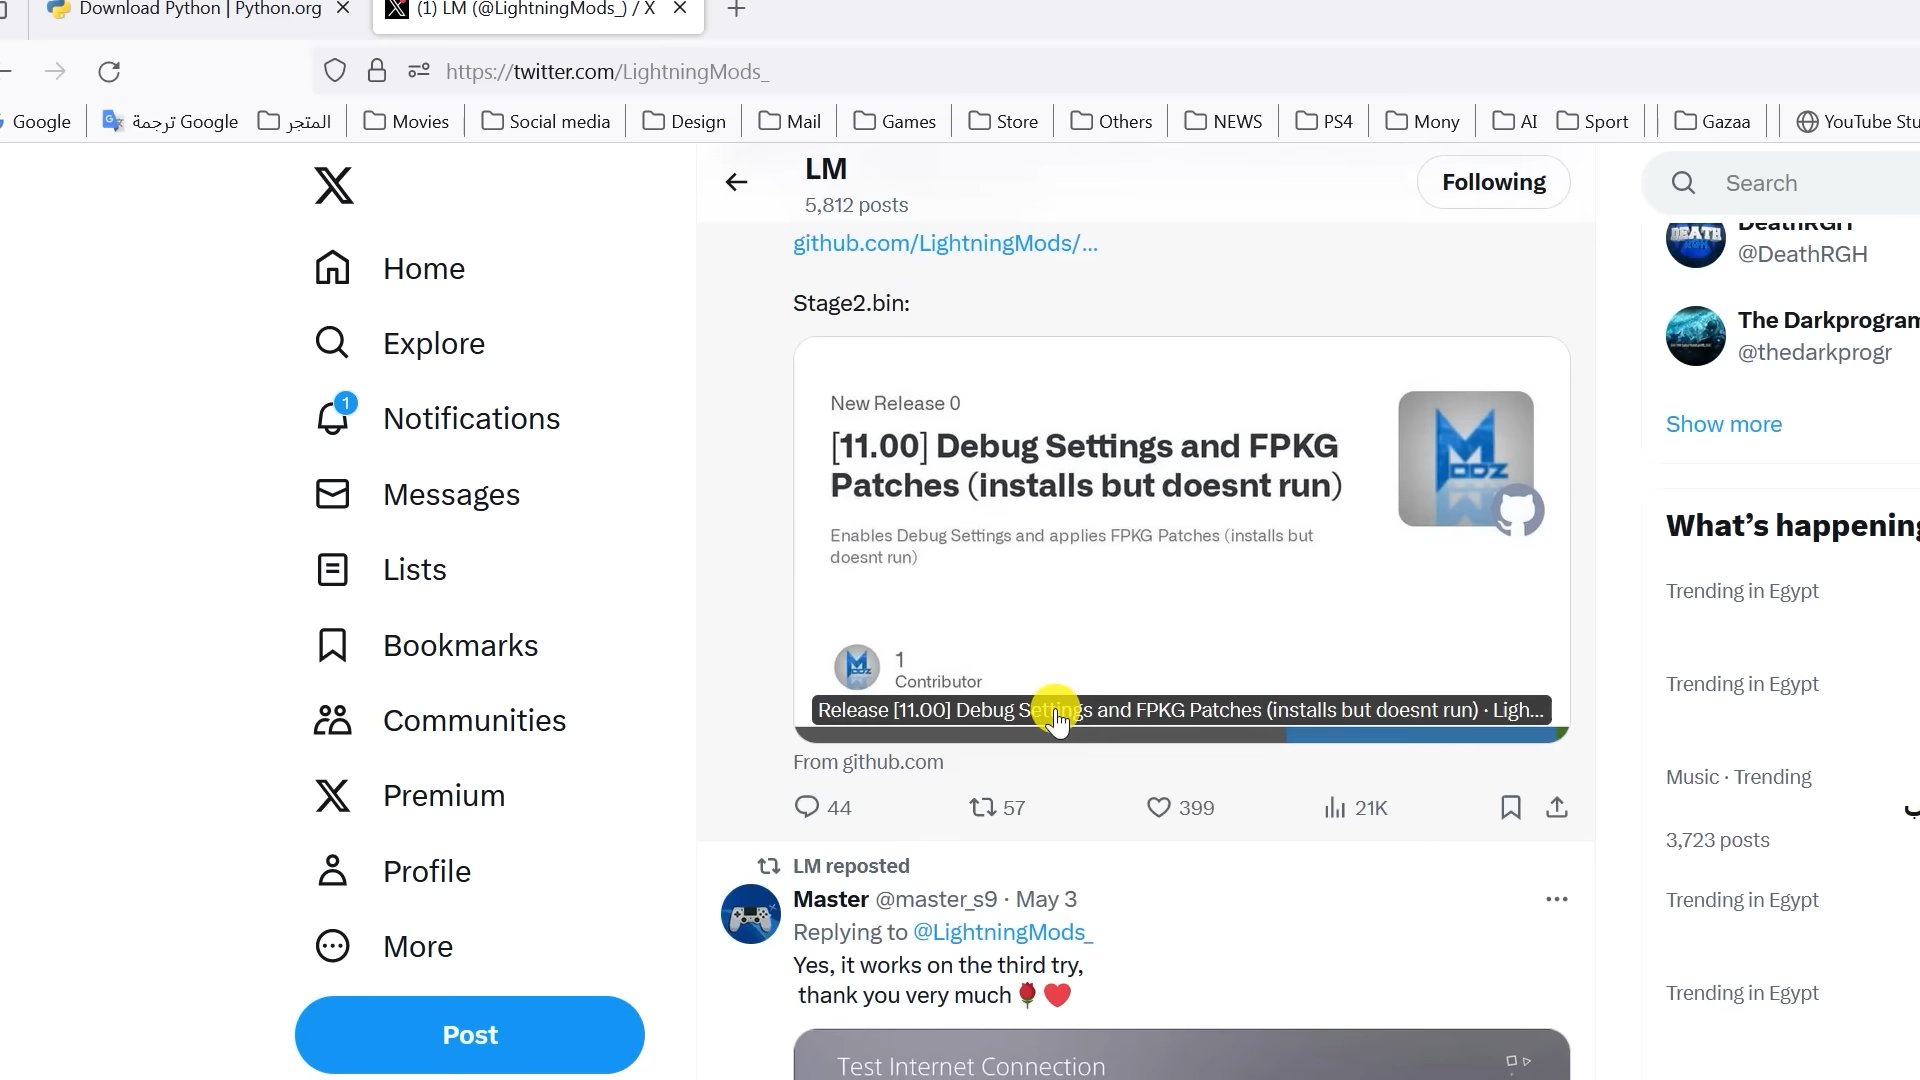 Download Python | Python.org
(1) LM (@LightningMods_) / X
https://twitter.com/LightningMods_
Google
ترجمة Google
المتجر
Movies
Social media
Design
Mail
Games
Store
Others
NEWS
PS4
Mony
AI
Sport
Gazaa
YouTube Stu
Home
Explore
1
Notifications
Messages
Lists
Bookmarks
Communities
Premium
Profile
More
Post
LM
5,812 posts
Following
github.com/LightningMods/...
Stage2.bin:
New Release 0
[11.00] Debug Settings and FPKG
Patches (installs but doesnt run)
Enables Debug Settings and applies FPKG Patches (installs but
doesnt run)
1
Contributor
Release [11.00] Debug Settings and FPKG Patches (installs but doesnt run) · Ligh...
From github.com
44
57
399
21K
LM reposted
Master @master_s9 · May 3
Replying to @LightningMods_
Yes, it works on the third try,
thank you very much🌹❤️
Test Internet Connection
Search
DeathRGH
@DeathRGH
The Darkprogram
@thedarkprogr
Show more
What's happening
Trending in Egypt
Trending in Egypt
Music · Trending
3,723 posts
Trending in Egypt
Trending in Egypt